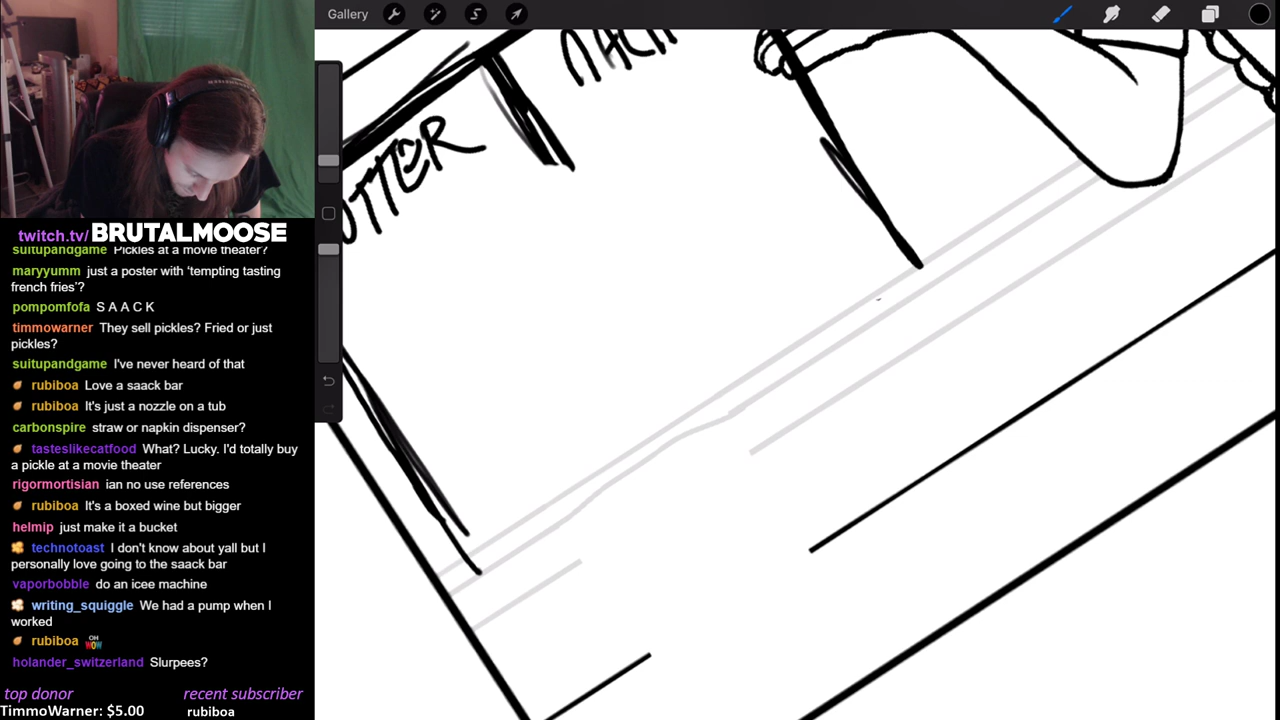 Gallery
twitch.tv/BRUTALMOOSE
suitupandgame Pickles at a movie theater?
maryyumm just a poster with ‘tempting tasting
french fries’?
pompomfofa S A A C K
timmowarner They sell pickles? Fried or just
pickles?
suitupandgame I've never heard of that
rubiboa Love a saack bar
rubiboa It's just a nozzle on a tub
carbonspire straw or napkin dispenser?
tasteslikecatfood What? Lucky. I'd totally buy
a pickle at a movie theater
rigormortisian ian no use references
rubiboa It's a boxed wine but bigger
helmip just make it a bucket
technotoast I don't know about yall but I
personally love going to the saack bar
vaporbobble do an icee machine
writing_squiggle We had a pump when I
worked
rubiboa OH WOW
holander_switzerland Slurpees?
top donor recent subscriber
TimmoWarner: $5.00 rubiboa
UTTER